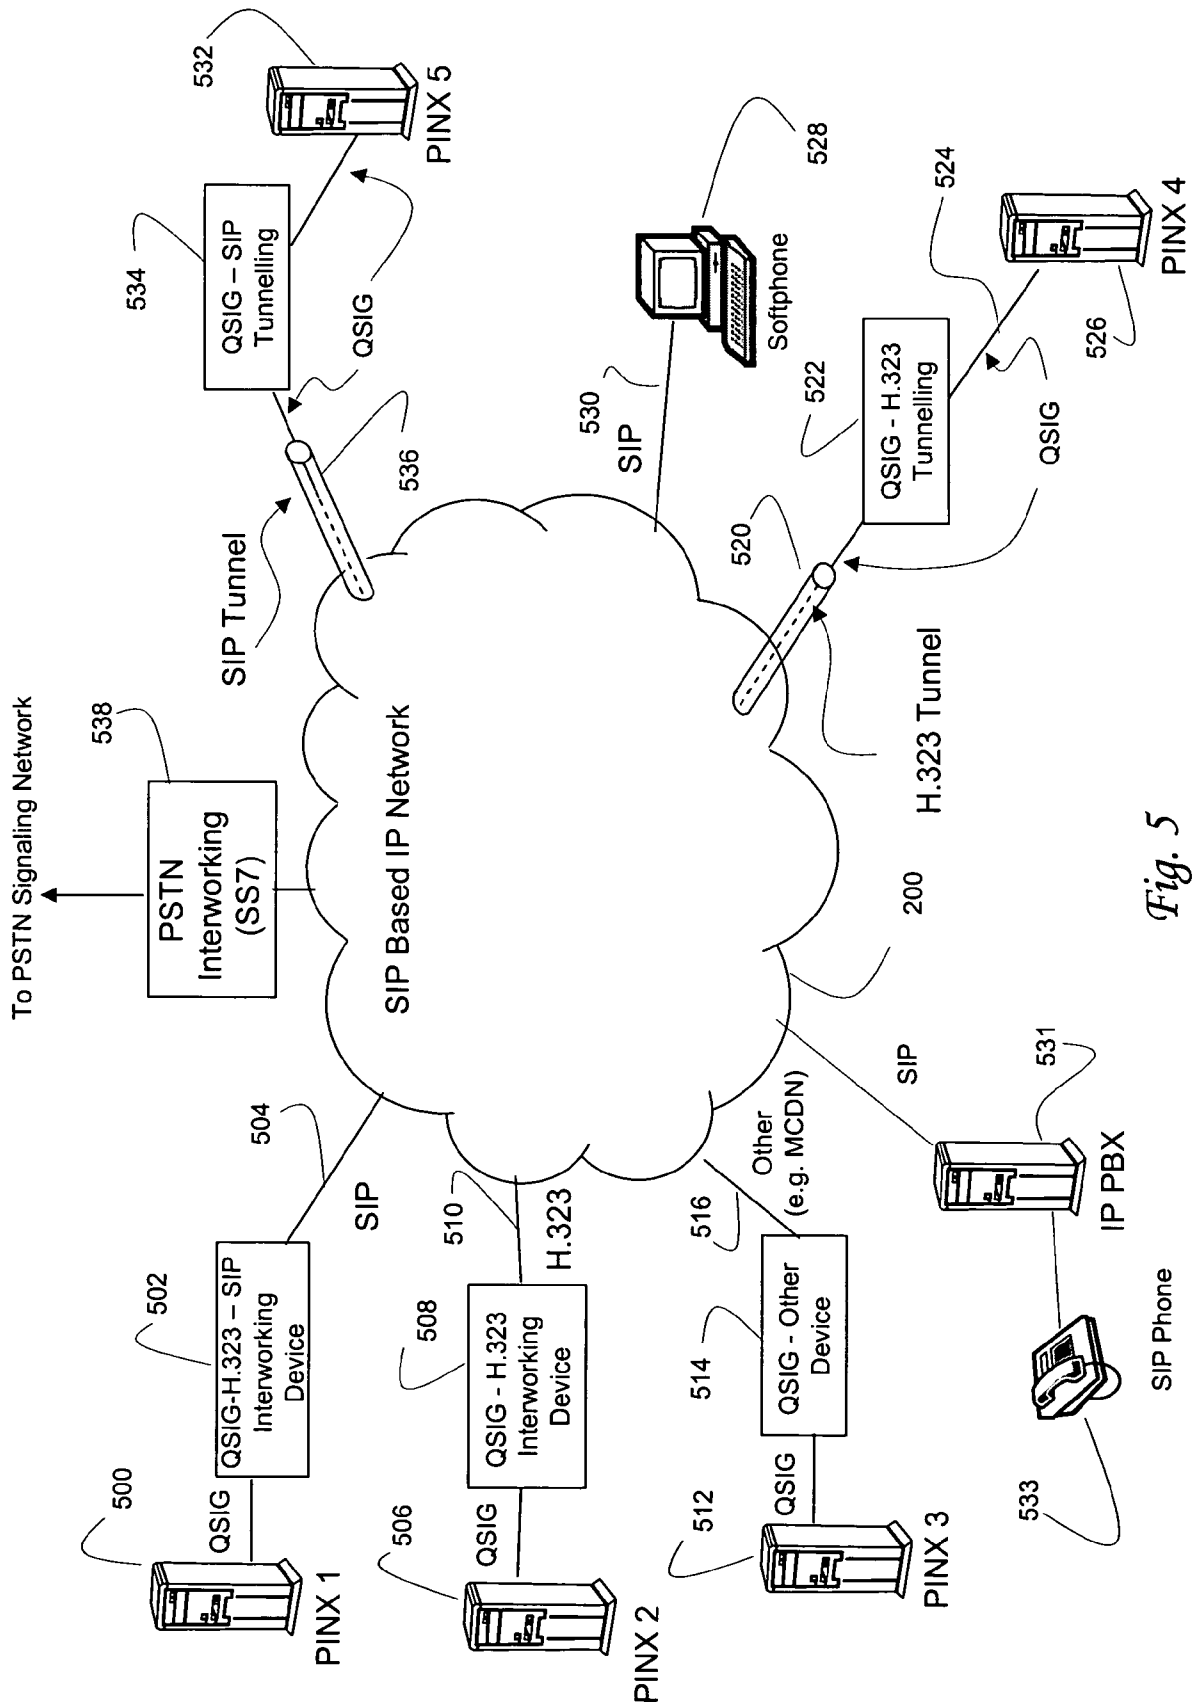 To PSTN Signaling Network
538
PSTN
Interworking
(SS7)
SIP Based IP Network
200
500
PINX 1
QSIG
502
QSIG-H.323 – SIP
Interworking
Device
504
SIP
506
PINX 2
QSIG
508
QSIG - H.323
Interworking
Device
510
H.323
512
PINX 3
QSIG
514
QSIG - Other
Device
516
Other
(e.g. MCDN)
533
SIP Phone
IP PBX
531
SIP
SIP Tunnel
536
QSIG
534
QSIG – SIP
Tunnelling
532
PINX 5
530
SIP
528
Softphone
520
H.323 Tunnel
522
QSIG - H.323
Tunnelling
QSIG
524
526
PINX 4
Fig. 5